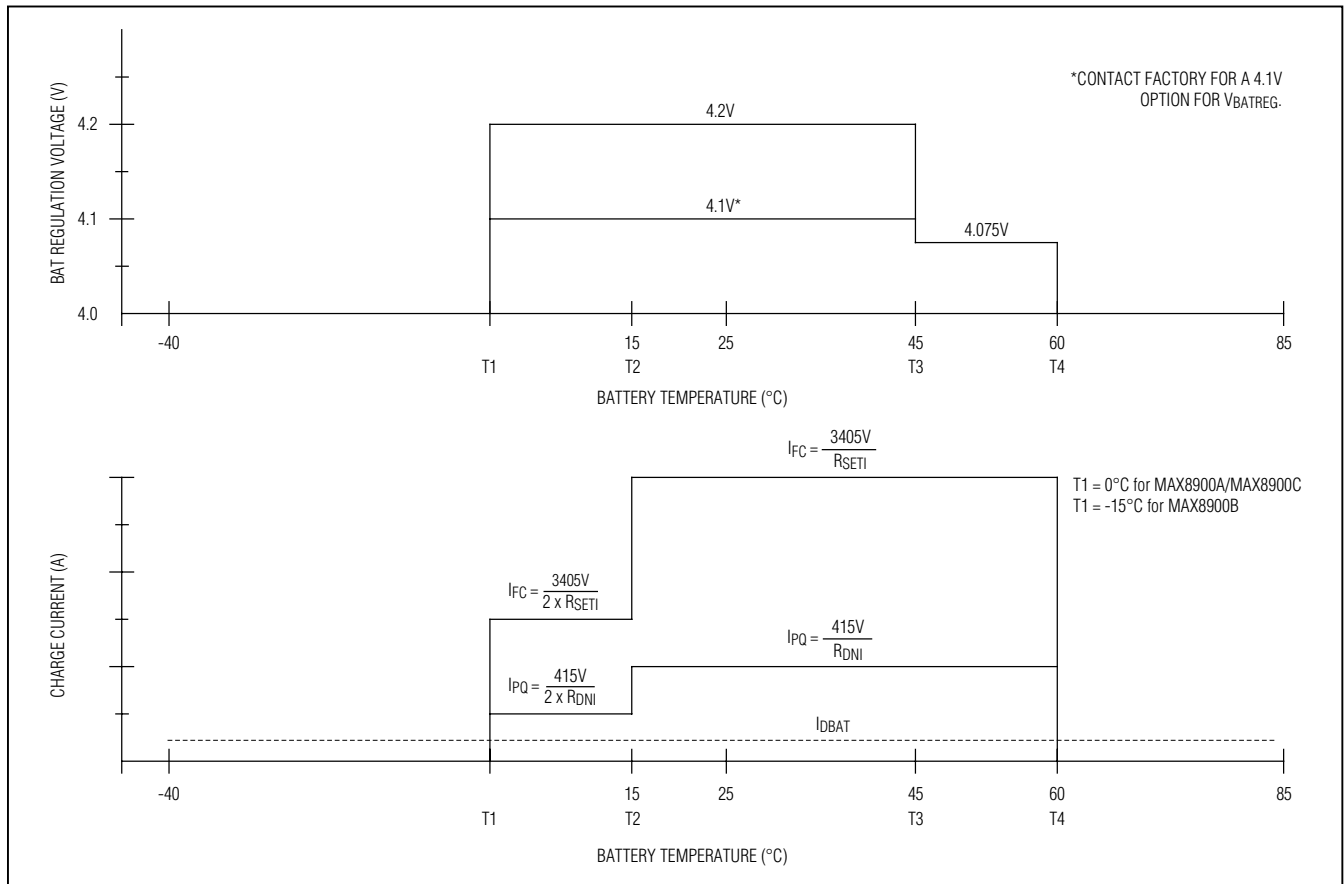 *CONTACT FACTORY FOR A 4.1V
OPTION FOR VBATREG.
BAT REGULATION VOLTAGE (V)
4.2
4.1
4.0
4.2V
4.1V*
4.075V
-40
15
25
45
60
85
T1
T2
T3
T4
BATTERY TEMPERATURE (°C)
CHARGE CURRENT (A)
IFC = 3405V
RSETI
T1 = 0°C for MAX8900A/MAX8900C
T1 = -15°C for MAX8900B
IFC = 3405V
2 x RSETI
IPQ = 415V
RDNI
IPQ = 415V
2 x RDNI
IDBAT
-40
15
25
45
60
85
T1
T2
T3
T4
BATTERY TEMPERATURE (°C)